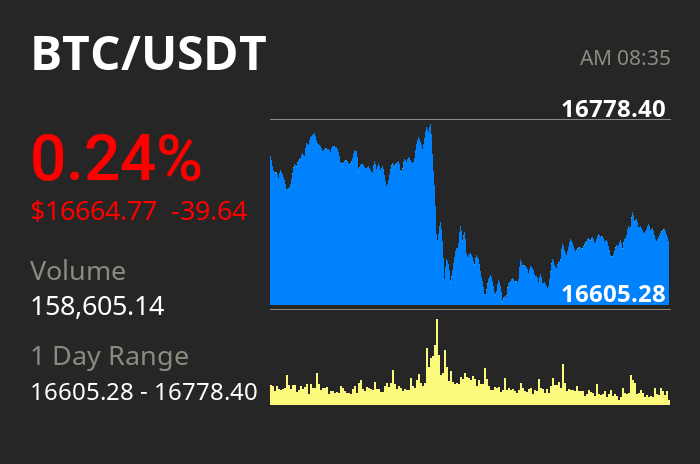 BTC/USDT
AM 08:35
16778.40
0.24%
$16664.77 -39.64
Volume
158,605.14
16605.28
1 Day Range
16605.28 - 16778.40